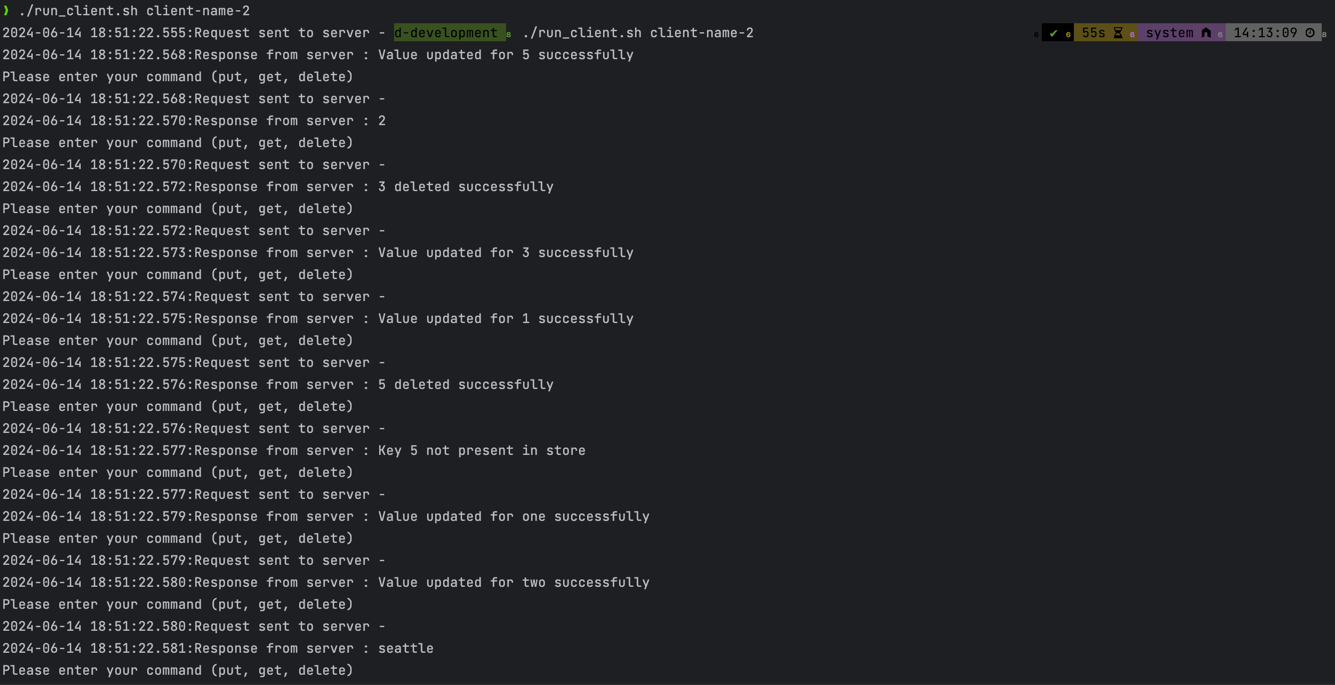 ❯ ./run_client.sh client-name-2
2024-06-14 18:51:22.555:Request sent to server - d-development ./run_client.sh client-name-2 ✔ 55s system 14:13:09
2024-06-14 18:51:22.568:Response from server : Value updated for 5 successfully
Please enter your command (put, get, delete)
2024-06-14 18:51:22.568:Request sent to server -
2024-06-14 18:51:22.570:Response from server : 2
Please enter your command (put, get, delete)
2024-06-14 18:51:22.570:Request sent to server -
2024-06-14 18:51:22.572:Response from server : 3 deleted successfully
Please enter your command (put, get, delete)
2024-06-14 18:51:22.572:Request sent to server -
2024-06-14 18:51:22.573:Response from server : Value updated for 3 successfully
Please enter your command (put, get, delete)
2024-06-14 18:51:22.574:Request sent to server -
2024-06-14 18:51:22.575:Response from server : Value updated for 1 successfully
Please enter your command (put, get, delete)
2024-06-14 18:51:22.575:Request sent to server -
2024-06-14 18:51:22.576:Response from server : 5 deleted successfully
Please enter your command (put, get, delete)
2024-06-14 18:51:22.576:Request sent to server -
2024-06-14 18:51:22.577:Response from server : Key 5 not present in store
Please enter your command (put, get, delete)
2024-06-14 18:51:22.577:Request sent to server -
2024-06-14 18:51:22.579:Response from server : Value updated for one successfully
Please enter your command (put, get, delete)
2024-06-14 18:51:22.579:Request sent to server -
2024-06-14 18:51:22.580:Response from server : Value updated for two successfully
Please enter your command (put, get, delete)
2024-06-14 18:51:22.580:Request sent to server -
2024-06-14 18:51:22.581:Response from server : seattle
Please enter your command (put, get, delete)